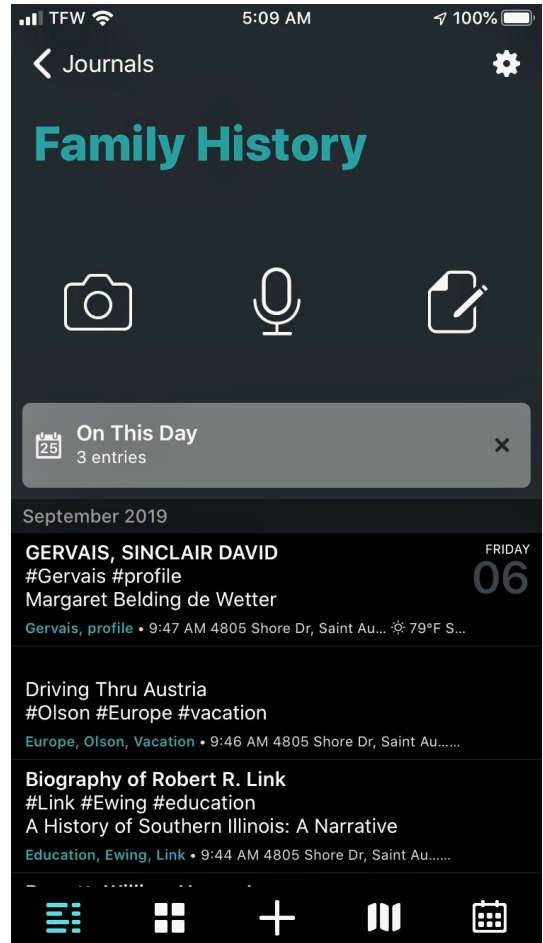 TFW 5:09 AM 100%
Journals
Family History
25
On This Day
3 entries
September 2019
GERVAIS, SINCLAIR DAVID
FRIDAY
06
#Gervais #profile
Margaret Belding de Wetter
Gervais, profile • 9:47 AM 4805 Shore Dr, Saint Au... 79°F S...
Driving Thru Austria
#Olson #Europe #vacation
Europe, Olson, Vacation • 9:46 AM 4805 Shore Dr, Saint Au......
Biography of Robert R. Link
#Link #Ewing #education
A History of Southern Illinois: A Narrative
Education, Ewing, Link • 9:44 AM 4805 Shore Dr, Saint Au......